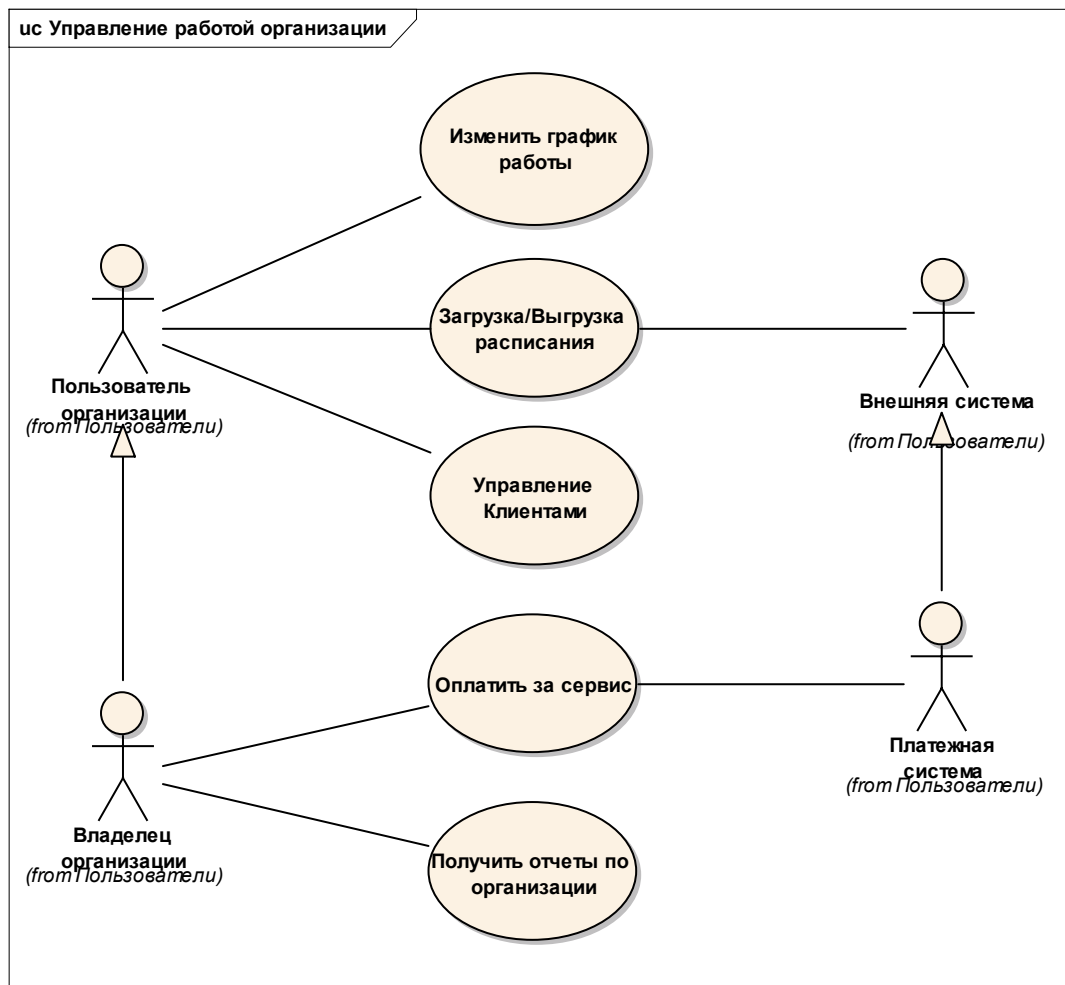 uc Управление работой организации
Изменить график
работы
Пользователь
организации
(from Пользователи)
Загрузка/Выгрузка
расписания
Внешняя система
(from Пользователи)
Управление
Клиентами
Оплатить за сервис
Платежная
система
(from Пользователи)
Владелец
организации
(from Пользователи)
Получить отчеты по
организации